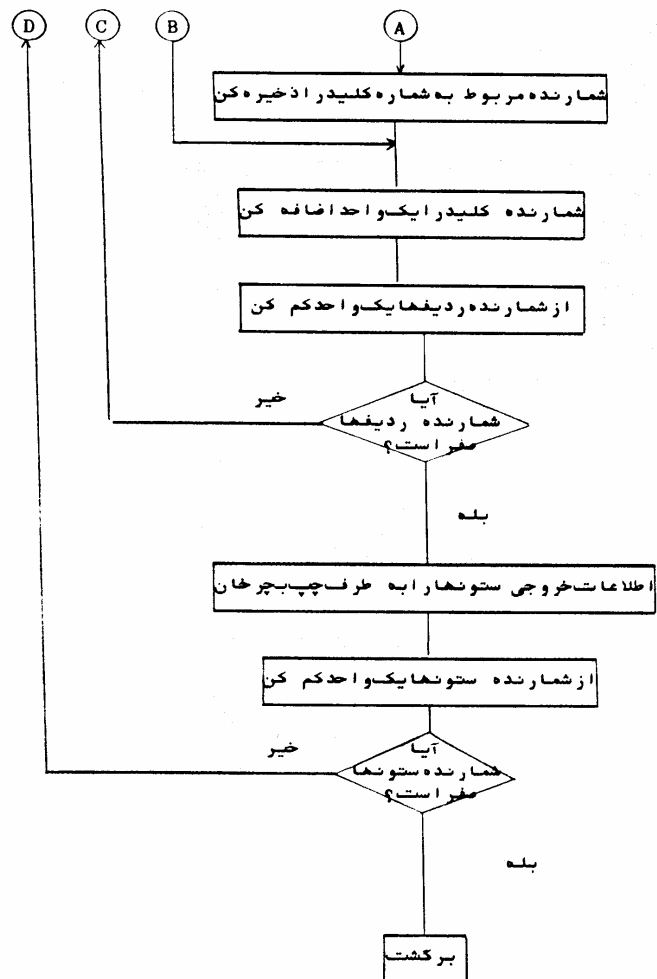 D C B A
شمارنده مربوط به شماره کلید را ذخیره کن
شمارنده کلید را یک واحد اضافه کن
از شمارنده ردیفها یک واحد کم کن
آیا
شمارنده ردیفها
صفر است؟
خیر
بله
اطلاعات خروجی ستونها را به طرف چپ بچرخان
از شمارنده ستونها یک واحد کم کن
آیا
شمارنده ستونها
صفر است؟
خیر
بله
برگشت